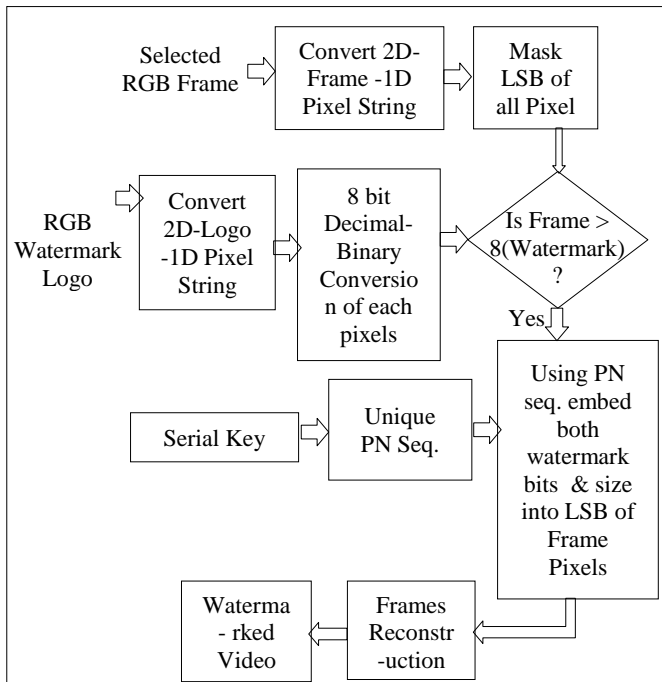 Selected
RGB Frame
Convert 2D-
Frame -1D
Pixel String
Mask
LSB of
all Pixel
RGB
Watermark
Logo
Convert
2D-Logo
-1D Pixel
String
8 bit
Decimal-
Binary
Conversio
n of each
pixels
Is Frame >
8(Watermark)
?
Yes
Serial Key
Unique
PN Seq.
Using PN
seq. embed
both
watermark
bits & size
into LSB of
Frame
Pixels
Frames
Reconstr
-uction
Waterma
- rked
Video